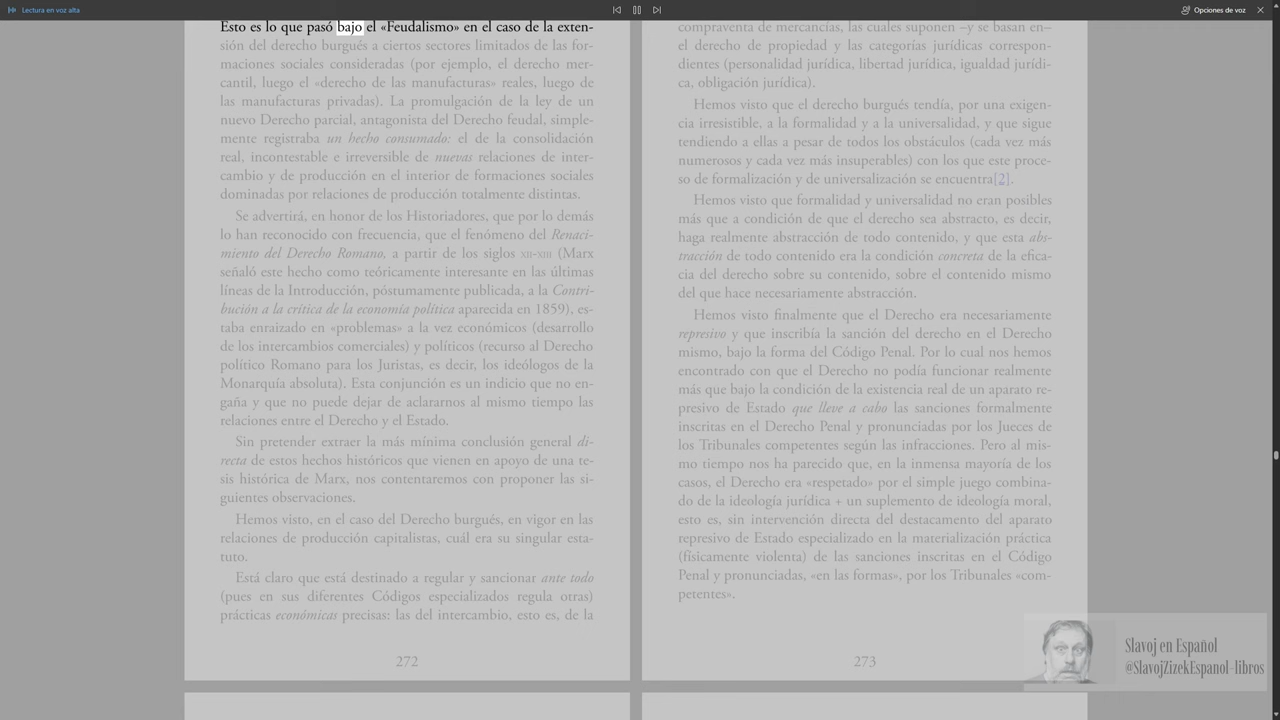 Lectura en voz alta
Opciones de voz
Esto es lo que pasó bajo el «Feudalismo» en el caso de la exten-
sión del derecho burgués a ciertos sectores limitados de las for-
maciones sociales consideradas (por ejemplo, el derecho mer-
cantil, luego el «derecho de las manufacturas» reales, luego de
las manufacturas privadas). La promulgación de la ley de un
nuevo Derecho parcial, antagonista del Derecho feudal, simple-
mente registraba un hecho consumado: el de la consolidación
real, incontestable e irreversible de nuevas relaciones de inter-
cambio y de producción en el interior de formaciones sociales
dominadas por relaciones de producción totalmente distintas.
Se advertirá, en honor de los Historiadores, que por lo demás
lo han reconocido con frecuencia, que el fenómeno del Renaci-
miento del Derecho Romano, a partir de los siglos XII-XIII (Marx
señaló este hecho como teóricamente interesante en las últimas
líneas de la Introducción, póstumamente publicada, a la Contri-
bución a la crítica de la economía política aparecida en 1859), es-
taba enraizado en «problemas» a la vez económicos (desarrollo
de los intercambios comerciales) y políticos (recurso al Derecho
político Romano para los Juristas, es decir, los ideólogos de la
Monarquía absoluta). Esta conjunción es un indicio que no en-
gaña y que no puede dejar de aclararnos al mismo tiempo las
relaciones entre el Derecho y el Estado.
Sin pretender extraer la más mínima conclusión general di-
recta de estos hechos históricos que vienen en apoyo de una te-
sis histórica de Marx, nos contentaremos con proponer las si-
guientes observaciones.
Hemos visto, en el caso del Derecho burgués, en vigor en las
relaciones de producción capitalistas, cuál era su singular esta-
tuto.
Está claro que está destinado a regular y sancionar ante todo
(pues en sus diferentes Códigos especializados regula otras)
prácticas económicas precisas: las del intercambio, esto es, de la
272
compraventa de mercancías, las cuales suponen –y se basan en–
el derecho de propiedad y las categorías jurídicas correspon-
dientes (personalidad jurídica, libertad jurídica, igualdad jurídi-
ca, obligación jurídica).
Hemos visto que el derecho burgués tendía, por una exigen-
cia irresistible, a la formalidad y a la universalidad, y que sigue
tendiendo a ellas a pesar de todos los obstáculos (cada vez más
numerosos y cada vez más insuperables) con los que este proce-
so de formalización y de universalización se encuentra[2].
Hemos visto que formalidad y universalidad no eran posibles
más que a condición de que el derecho sea abstracto, es decir,
haga realmente abstracción de todo contenido, y que esta abs-
tracción de todo contenido era la condición concreta de la efica-
cia del derecho sobre su contenido, sobre el contenido mismo
del que hace necesariamente abstracción.
Hemos visto finalmente que el Derecho era necesariamente
represivo y que inscribía la sanción del derecho en el Derecho
mismo, bajo la forma del Código Penal. Por lo cual nos hemos
encontrado con que el Derecho no podía funcionar realmente
más que bajo la condición de la existencia real de un aparato re-
presivo de Estado que lleve a cabo las sanciones formalmente
inscritas en el Derecho Penal y pronunciadas por los Jueces de
los Tribunales competentes según las infracciones. Pero al mis-
mo tiempo nos ha parecido que, en la inmensa mayoría de los
casos, el Derecho era «respetado» por el simple juego combina-
do de la ideología jurídica + un suplemento de ideología moral,
esto es, sin intervención directa del destacamento del aparato
represivo de Estado especializado en la materialización práctica
(físicamente violenta) de las sanciones inscritas en el Código
Penal y pronunciadas, «en las formas», por los Tribunales «com-
petentes».
273
Slavoj en Español
@SlavojZizekEspanol-libros